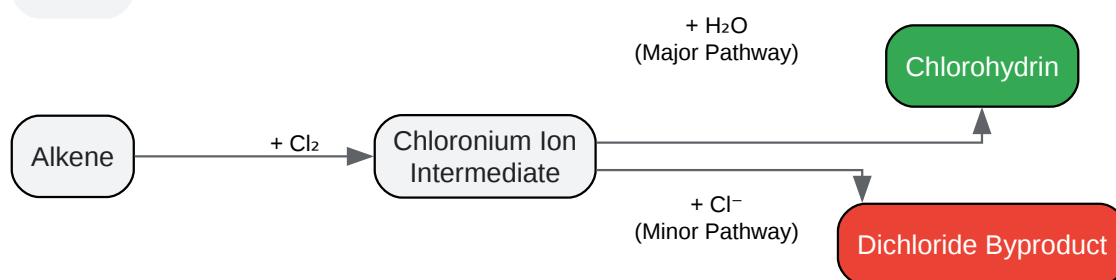 + H₂O
(Major Pathway)
Chlorohydrin
Alkene
+ Cl₂
Chloronium Ion
Intermediate
+ Cl⁻
(Minor Pathway)
Dichloride Byproduct